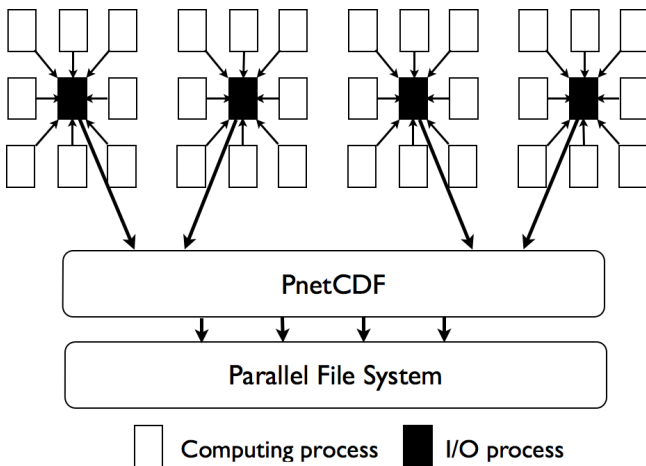 PnetCDF
Parallel File System
Computing process I/O process